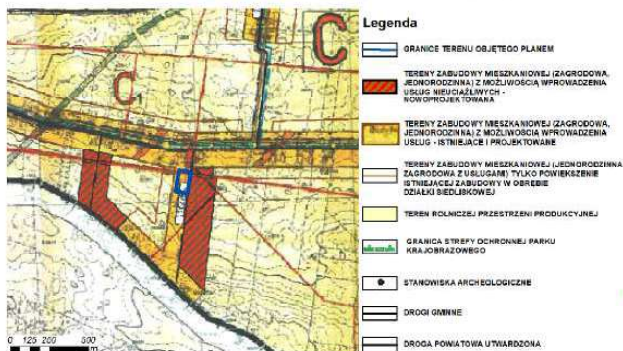 Legenda
GRANICE TERENU OBJĘTEGO PLANEM
TERENY ZABUDOWY MIESZKANIOWEJ (ZAGRODOWA,
JEDNORODZINNA) Z MOŻLIWOŚCIĄ WPROWADZENIA
USŁUG NIEUCIĄŻLIWYCH -
NOWOPROJEKTOWANA
TERENY ZABUDOWY MIESZKANIOWEJ (ZAGRODOWA,
JEDNORODZINNA) Z MOŻLIWOŚCIĄ WPROWADZENIA
USŁUG - ISTNIEJĄCE I PROJEKTOWANE
TERENY ZABUDOWY MIESZKANIOWEJ (JEDNORODZINNA
ZAGRODOWA Z USŁUGAMI) TYLKO POWIĘKSZENIE
ISTNIEJĄCEJ ZABUDOWY W OBRĘBIE
DZIAŁKI SIEDLISKOWEJ
TEREN ROLNICZEJ PRZESTRZENI PRODUKCYJNEJ
GRANICA STREFY OCHRONNEJ PARKU
KRAJOBRAZOWEGO
STANOWISKA ARCHEOLOGICZNE
DROGI GMINNE
DROGA POWIATOWA UTWARDZONA
C
C
0 125 250 500
m